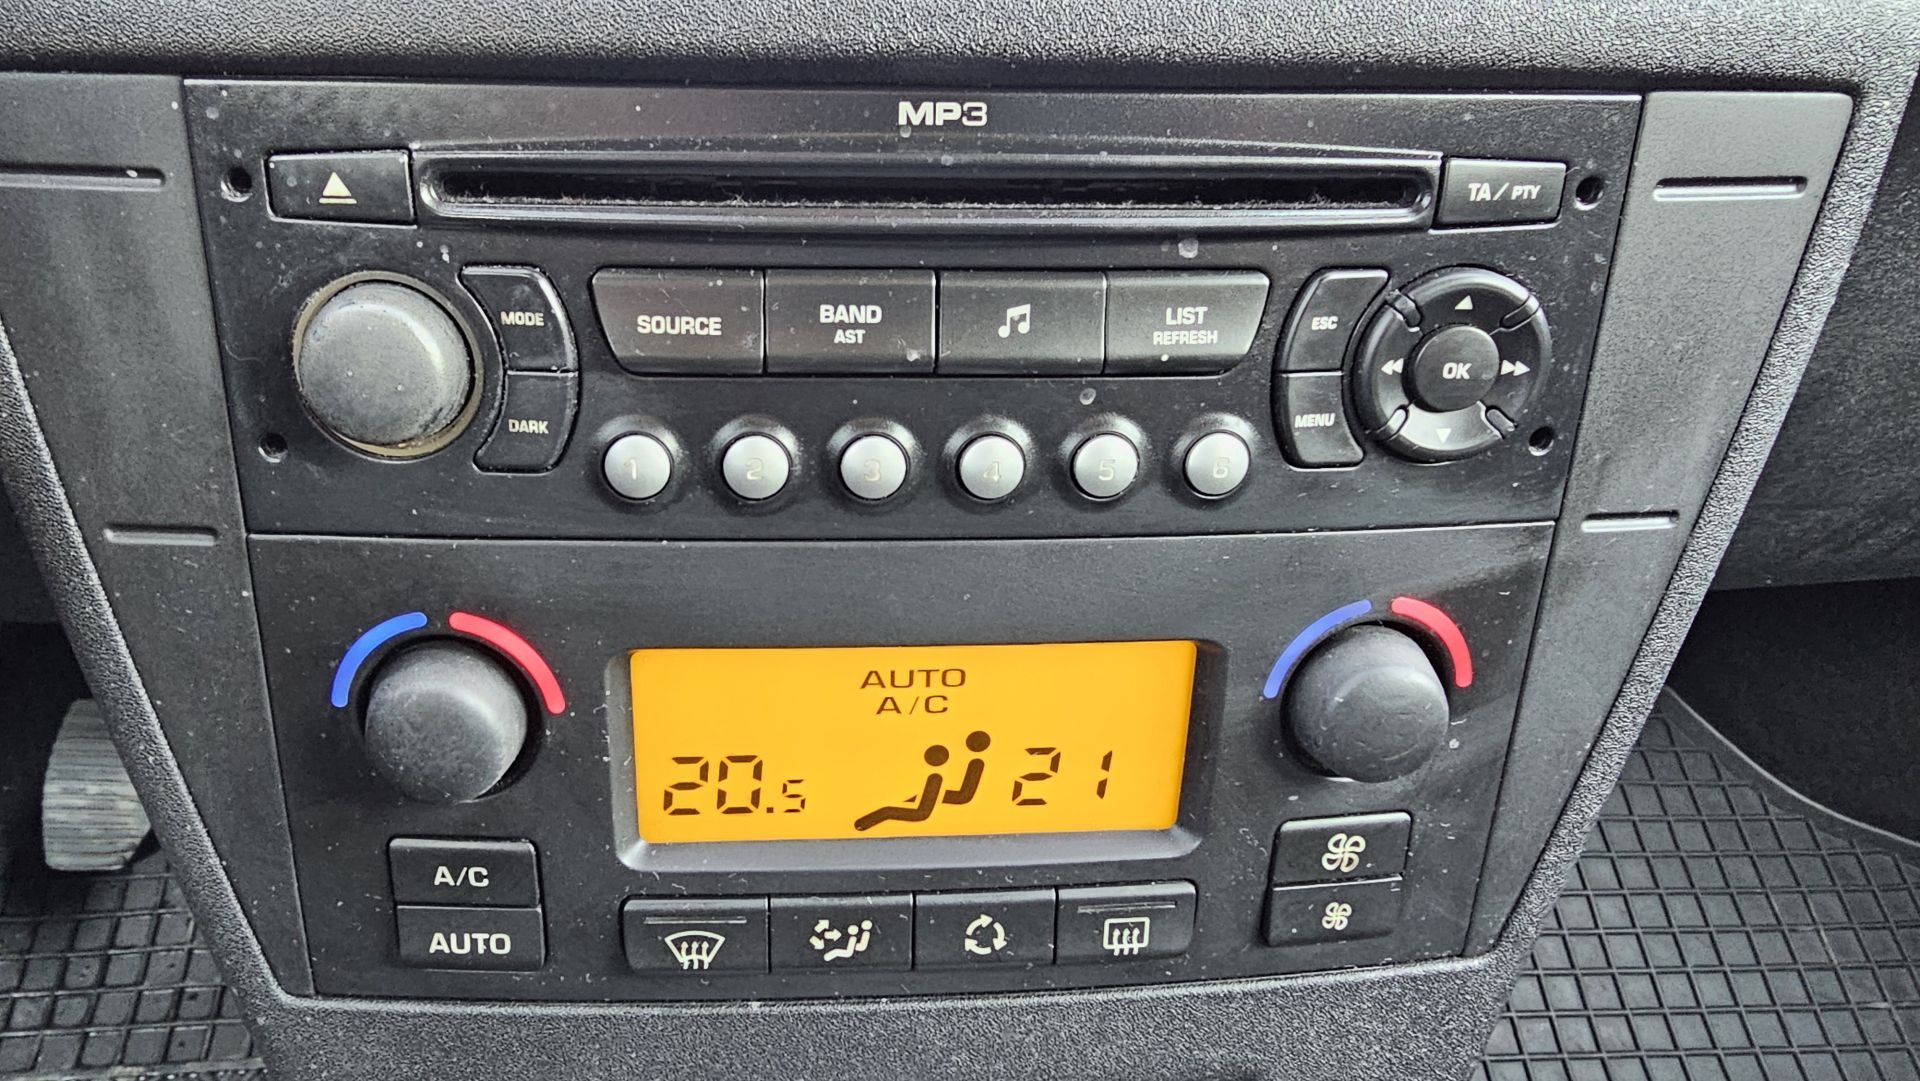 MP3
TA/PTY
MODE
SOURCE
BAND
AST
LIST
REFRESH
ESC
OK
DARK
MENU
1 2 3 4 5 6
AUTO
A/C
20.5 21
A/C
AUTO